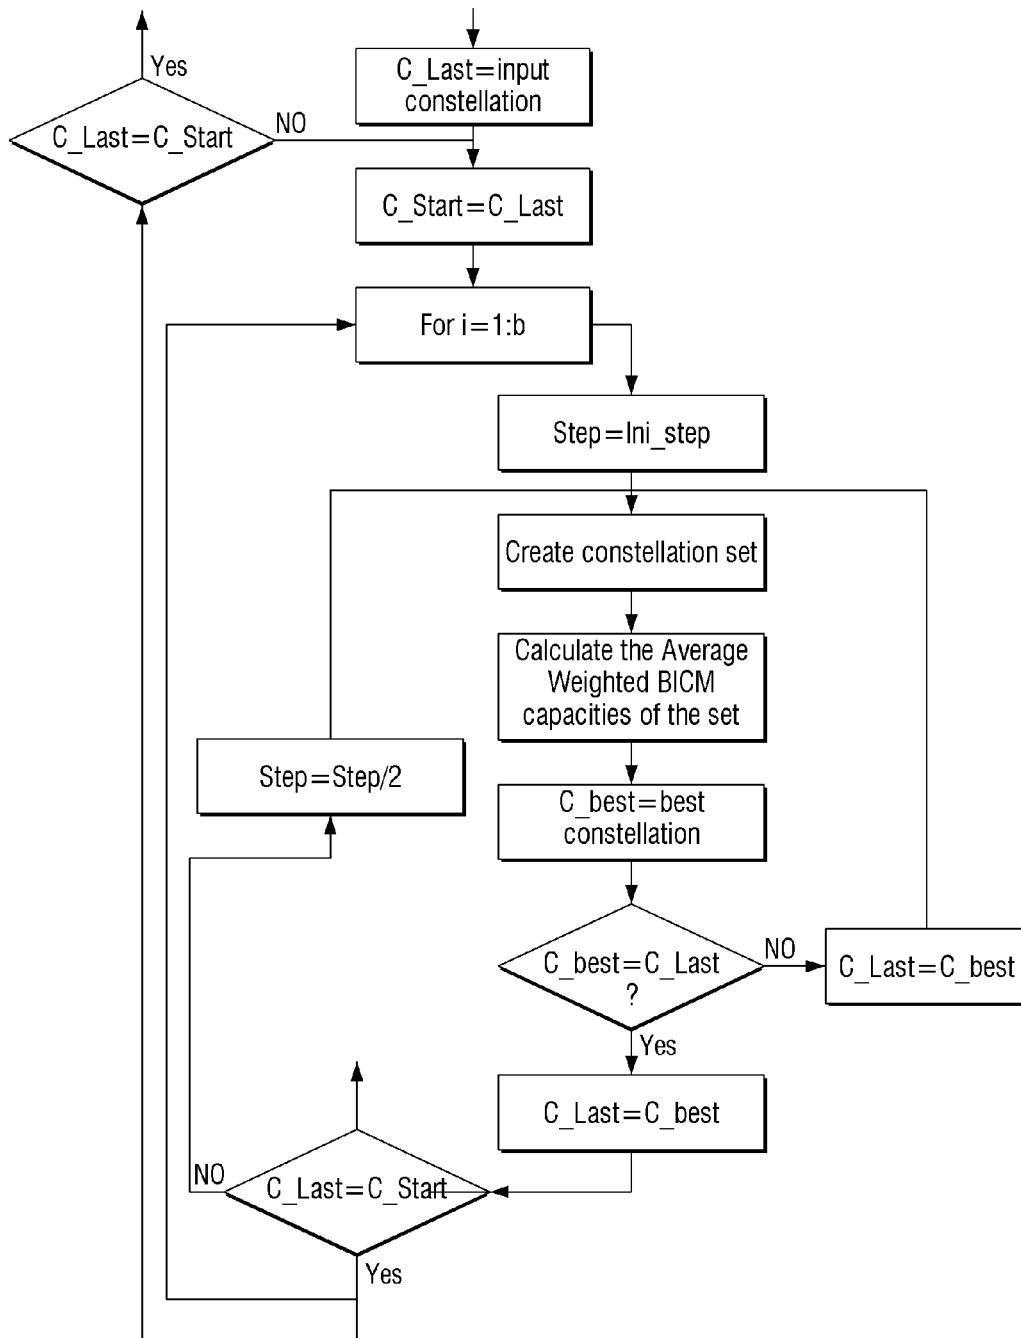 Yes
C_Last=input
constellation
C_Last=C_Start
NO
C_Start=C_Last
For i=1:b
Step=Ini_step
Create constellation set
Calculate the Average
Weighted BICM
capacities of the set
Step=Step/2
C_best=best
constellation
C_best=C_Last
?
NO
C_Last=C_best
Yes
C_Last=C_best
NO
C_Last=C_Start
Yes